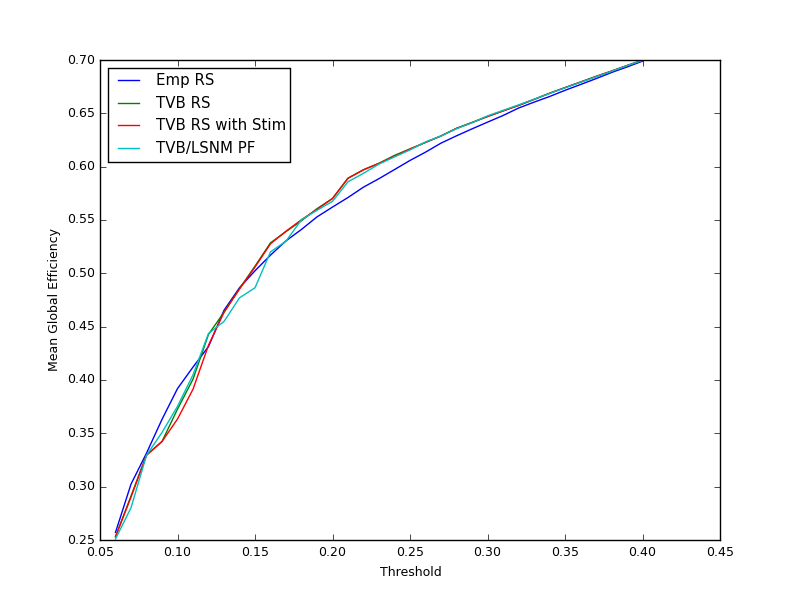 0.70
0.65
0.60
0.55
0.50
0.45
0.40
0.35
0.30
0.25
Mean Global Efficiency
Emp RS
TVB RS
TVB RS with Stim
TVB/LSNM PF
0.05 0.10 0.15 0.20 0.25 0.30 0.35 0.40 0.45
Threshold